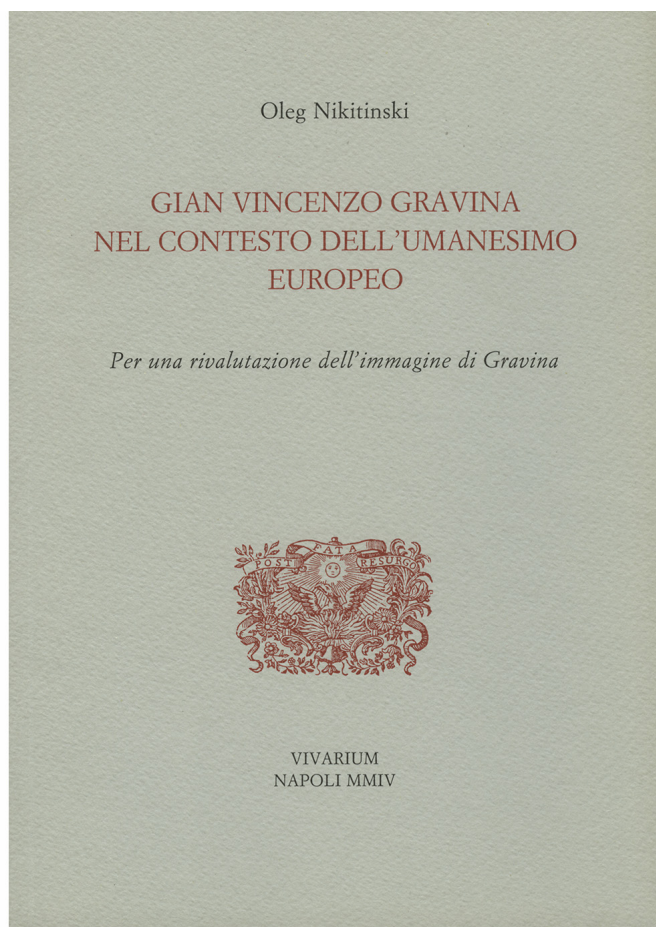 Oleg Nikitinski
GIAN VINCENZO GRAVINA
NEL CONTESTO DELL'UMANESIMO
EUROPEO
Per una rivalutazione dell'immagine di Gravina
POST FATA RESURGO
VIVARIUM
NAPOLI MMIV